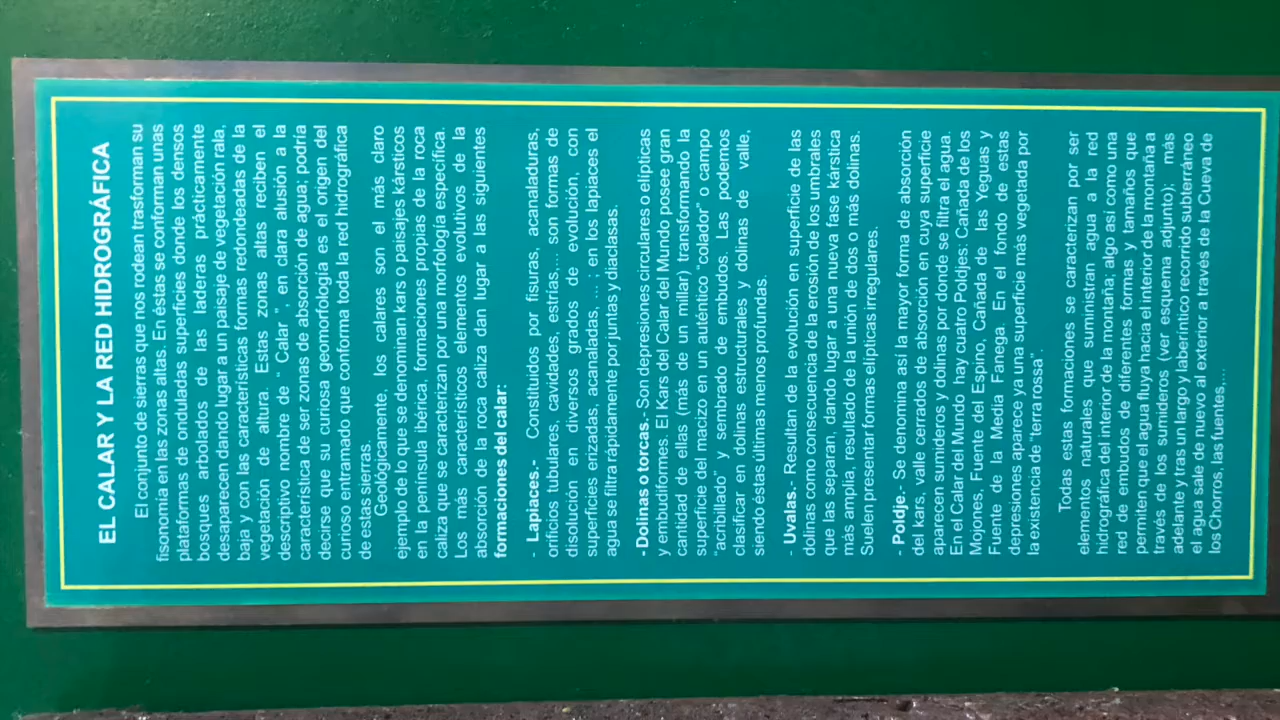 EL CALAR Y LA RED HIDROGRÁFICA
El conjunto de sierras que nos rodean trasforman su
fisonomía en las zonas altas. En éstas se conforman unas
plataformas de onduladas superficies donde los densos
bosques arbolados de las laderas prácticamente
desaparecen dando lugar a un paisaje de vegetación rala,
baja y con las características formas redondeadas de la
vegetación de altura. Estas zonas altas reciben el
descriptivo nombre de " Calar ", en clara alusión a la
característica de ser zonas de absorción de agua, podría
decirse que su curiosa geomorfología es el origen del
curioso entramado que conforma toda la red hidrográfica
de estas sierras.
Geológicamente, los calares son el más claro
ejemplo de lo que se denominan kars o paisajes kársticos
en la península ibérica, formaciones propias de la roca
caliza que se caracterizan por una morfología específica.
Los más característicos elementos evolutivos de la
absorción de la roca caliza dan lugar a las siguientes
formaciones del calar:
- Lapiaces.- Constituidos por fisuras, acanaladuras,
orificios tubulares, cavidades, estrías,... son formas de
disolución en diversos grados de evolución, con
superficies erizadas, acanaladas, ... ; en los lapiaces el
agua se filtra rápidamente por juntas y diaclasas.
- Dolinas o torcas.- Son depresiones circulares o elípticas
y embudiformes. El Kars del Calar del Mundo posee gran
cantidad de ellas (más de un millar) transformando la
superficie del macizo en un auténtico "colador" o campo
"acribillado" y sembrado de embudos. Las podemos
clasificar en dolinas estructurales y dolinas de valle,
siendo éstas últimas menos profundas.
- Uvalas.- Resultan de la evolución en superficie de las
dolinas como consecuencia de la erosión de los umbrales
que las separan, dando lugar a una nueva fase kárstica
más amplia, resultado de la unión de dos o más dolinas.
Suelen presentar formas elípticas irregulares.
- Poldje.- Se denomina así la mayor forma de absorción
del kars, valle cerrados de absorción en cuya superficie
aparecen sumideros y dolinas por donde se filtra el agua.
En el Calar del Mundo hay cuatro Poldjes: Cañada de los
Mojones, Fuente del Espino, Cañada de las Yeguas y
Fuente de la Media Fanega. En el fondo de estas
depresiones aparece ya una superficie más vegetada por
la existencia de "terra rossa".
Todas estas formaciones se caracterizan por ser
elementos naturales que suministran agua a la red
hidrográfica del interior de la montaña; algo así como una
red de embudos de diferentes formas y tamaños que
permiten que el agua fluya hacia el interior de la montaña a
través de los sumideros (ver esquema adjunto); más
adelante y tras un largo y laberíntico recorrido subterráneo
el agua sale de nuevo al exterior a través de la Cueva de
los Chorros, las fuentes,...